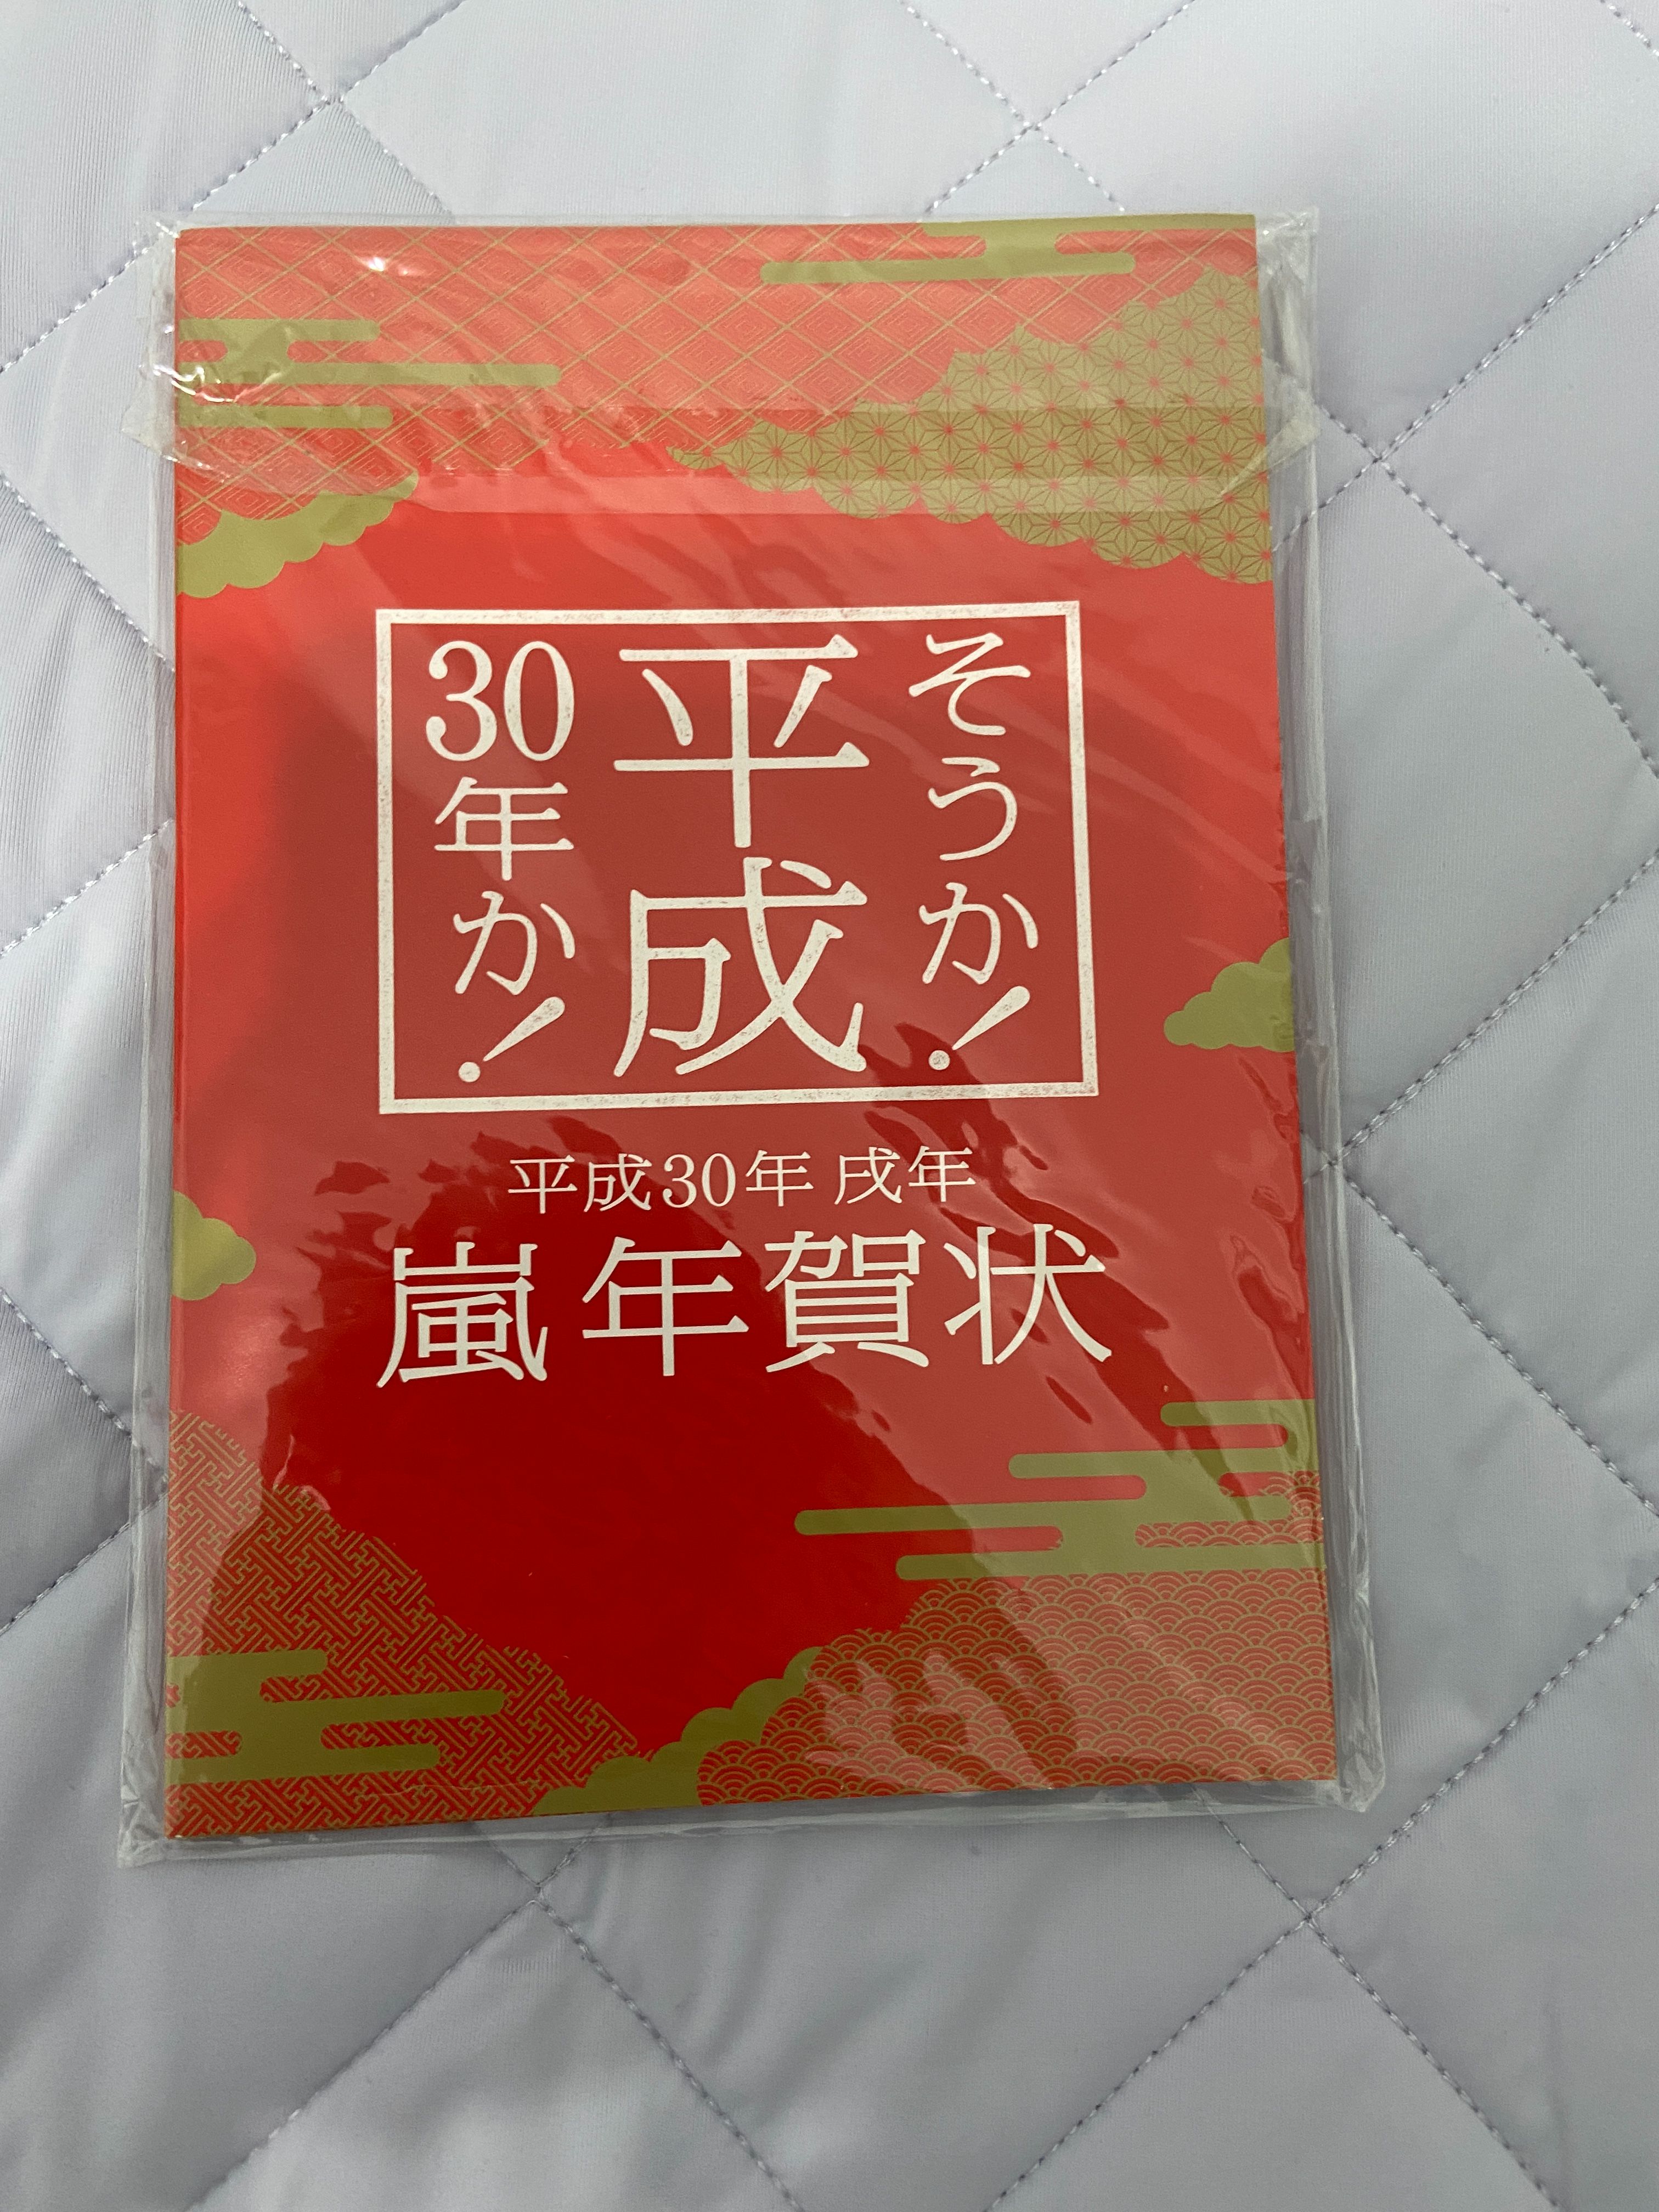 そうか！
平成
30年か！
平成30年 戌年
嵐 年賀状